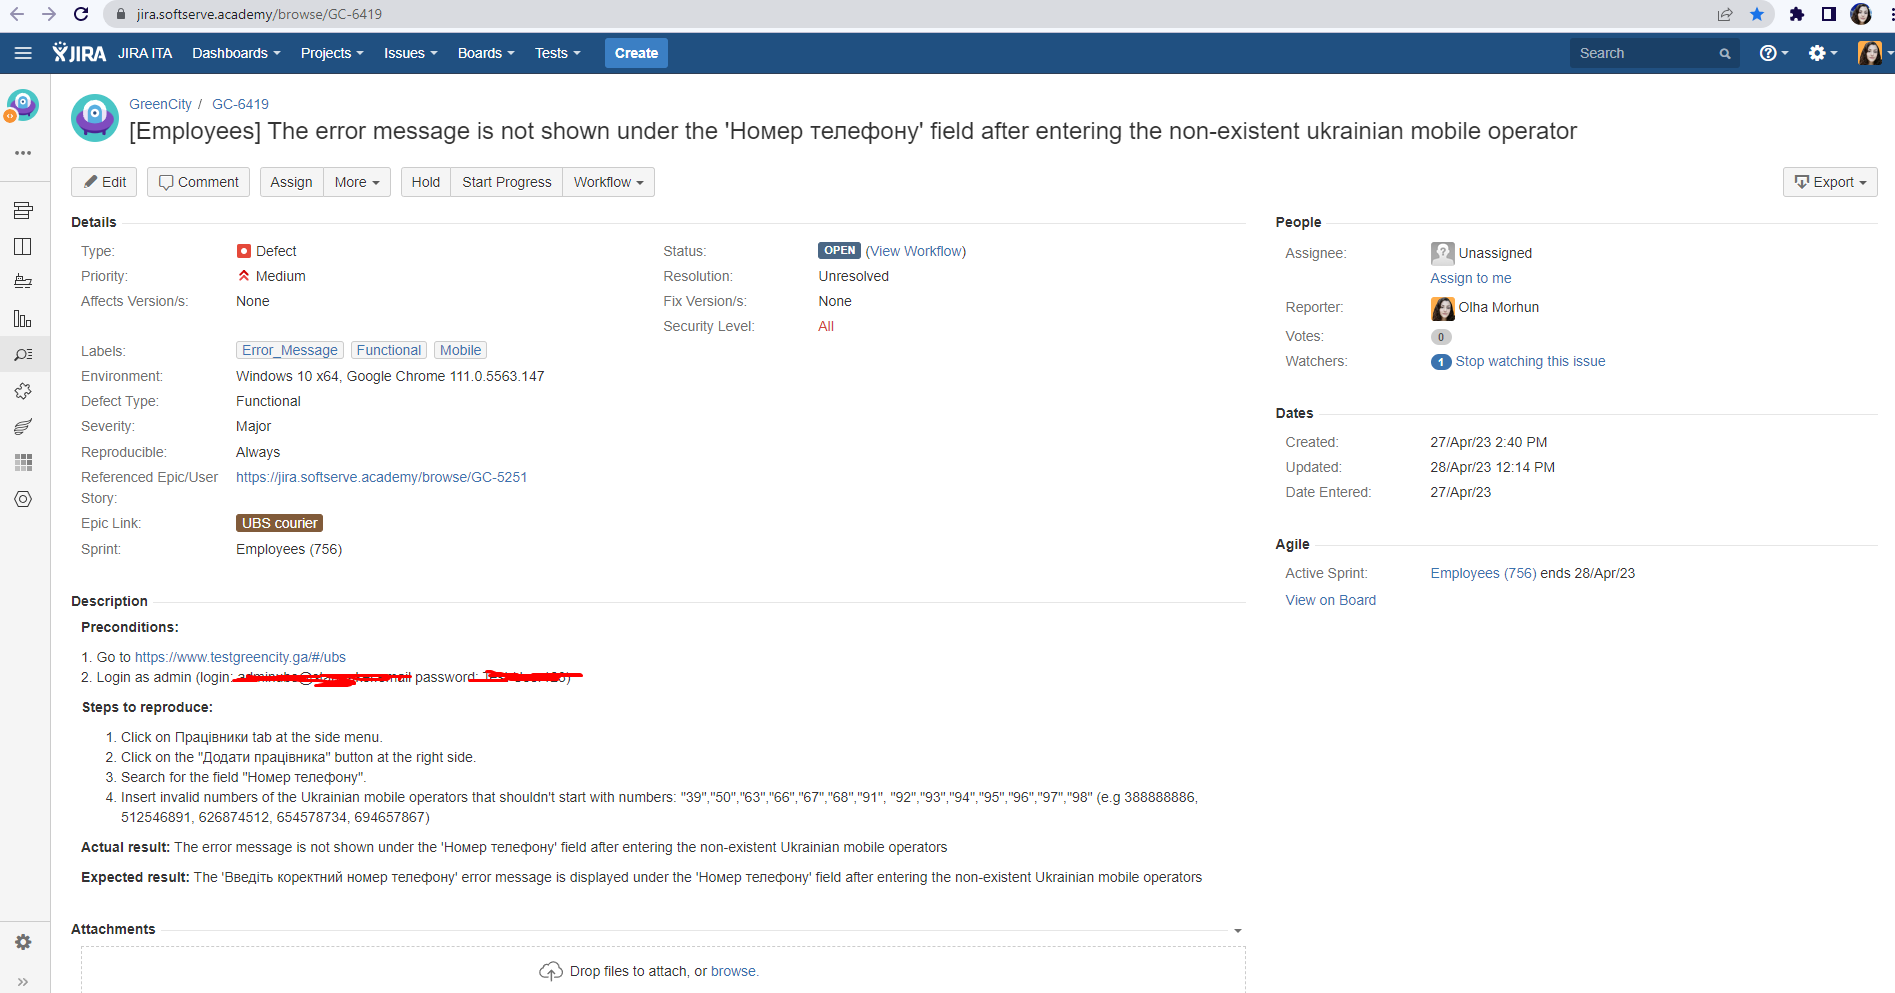 jira.softserve.academy/browse/GC-6419
JIRA JIRA ITA Dashboards Projects Issues Boards Tests Create Search
GreenCity / GC-6419
[Employees] The error message is not shown under the 'Номер телефону' field after entering the non-existent ukrainian mobile operator
Edit Comment Assign More Hold Start Progress Workflow Export
Details
Type: Defect
Priority: Medium
Affects Version/s: None
Status: OPEN (View Workflow)
Resolution: Unresolved
Fix Version/s: None
Security Level: All
Labels: Error_Message Functional Mobile
Environment: Windows 10 x64, Google Chrome 111.0.5563.147
Defect Type: Functional
Severity: Major
Reproducible: Always
Referenced Epic/User Story: https://jira.softserve.academy/browse/GC-5251
Epic Link: UBS courier
Sprint: Employees (756)
Description
Preconditions:
1. Go to https://www.testgreencity.ga/#/ubs
2. Login as admin (login: password:
Steps to reproduce:
1. Click on Працівники tab at the side menu.
2. Click on the "Додати працівника" button at the right side.
3. Search for the field "Номер телефону".
4. Insert invalid numbers of the Ukrainian mobile operators that shouldn't start with numbers: "39","50","63","66","67","68","91", "92","93","94","95","96","97","98" (e.g 388888886,
512546891, 626874512, 654578734, 694657867)
Actual result: The error message is not shown under the 'Номер телефону' field after entering the non-existent Ukrainian mobile operators
Expected result: The 'Введіть коректний номер телефону' error message is displayed under the 'Номер телефону' field after entering the non-existent Ukrainian mobile operators
Attachments
Drop files to attach, or browse.
People
Assignee: Unassigned
Assign to me
Reporter: Olha Morhun
Votes: 0
Watchers: 1 Stop watching this issue
Dates
Created: 27/Apr/23 2:40 PM
Updated: 28/Apr/23 12:14 PM
Date Entered: 27/Apr/23
Agile
Active Sprint: Employees (756) ends 28/Apr/23
View on Board